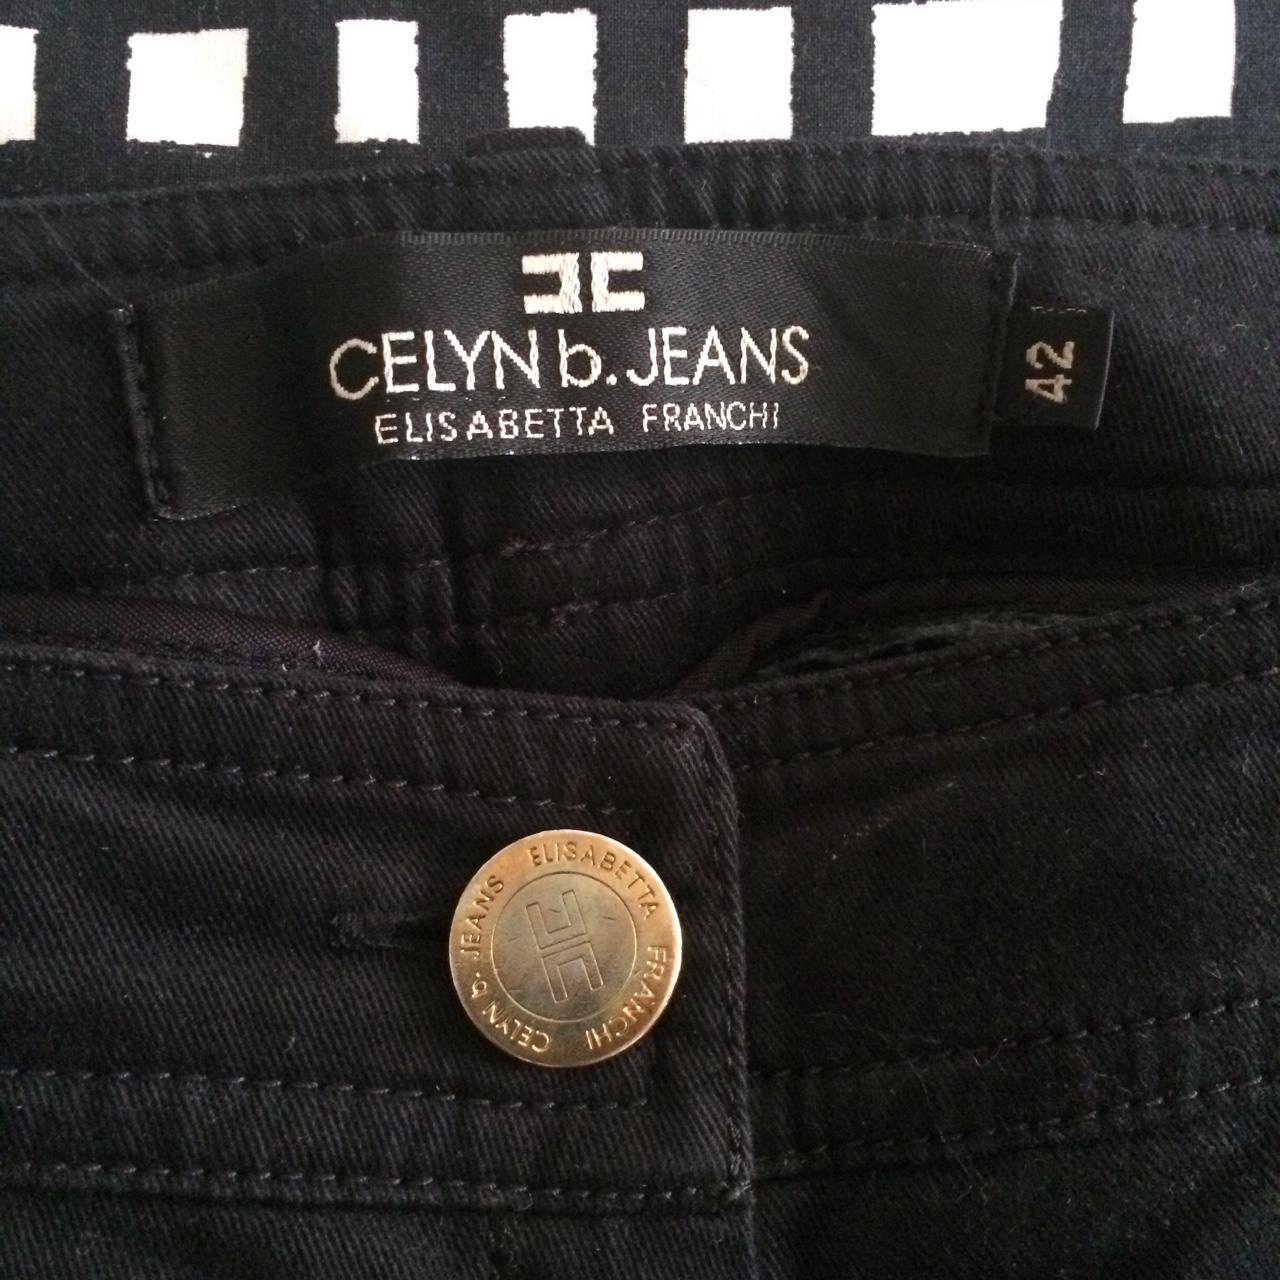 CELYN b. JEANS
ELISABETTA FRANCHI
42
ELISABETTA FRANCHI
CELYN b. JEANS